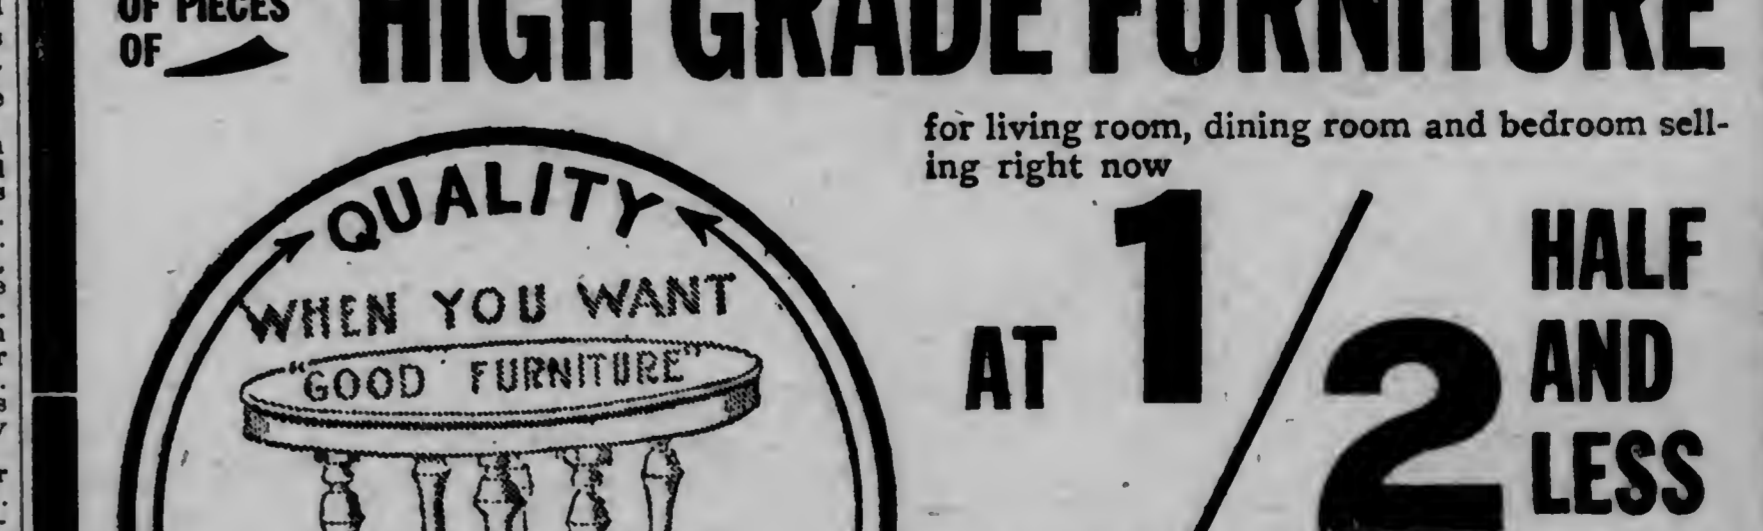 OF PIECES
OF
HIGH GRADE FURNITURE
for living room, dining room and bedroom sell-
ing right now
QUALITY
WHEN YOU WANT
"GOOD FURNITURE"
AT 1/2
HALF
AND
LESS